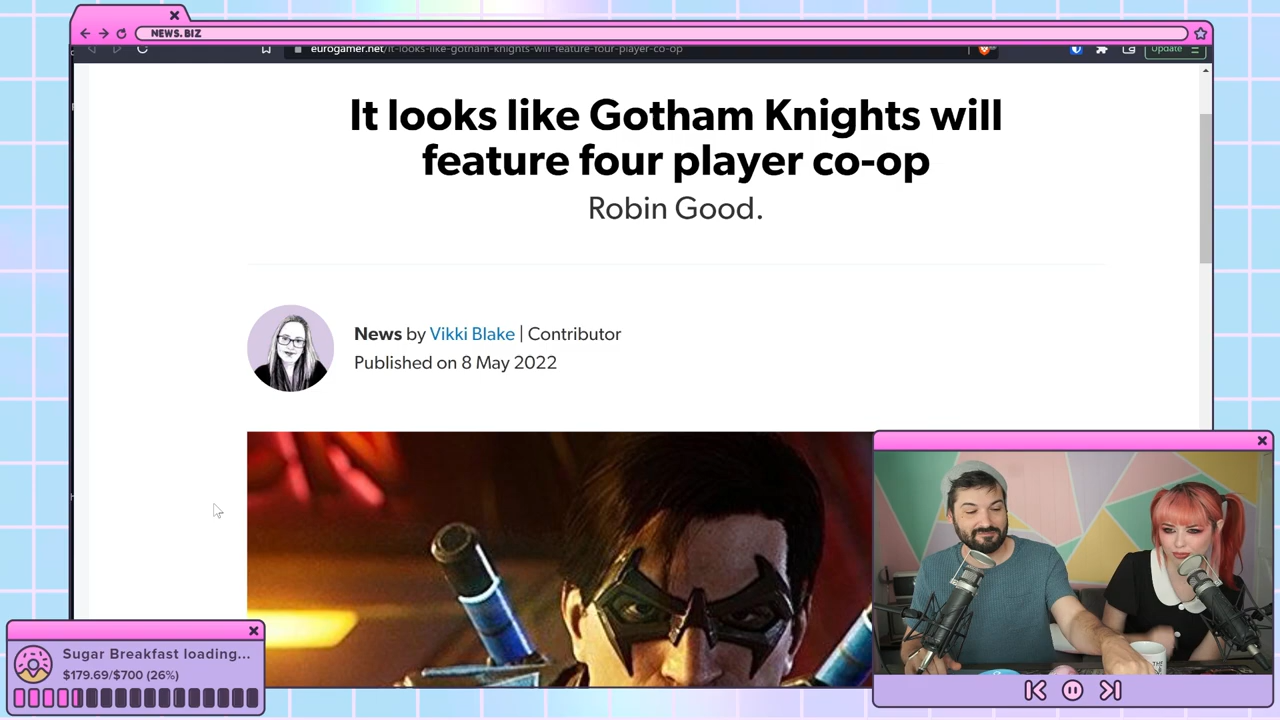 NEWS.BIZ
eurogamer.net/it-looks-like-gotham-knights-will-feature-four-player-co-op
Update
It looks like Gotham Knights will
feature four player co-op
Robin Good.
News by Vikki Blake | Contributor
Published on 8 May 2022
Sugar Breakfast loading...
$179.69/$700 (26%)
THE